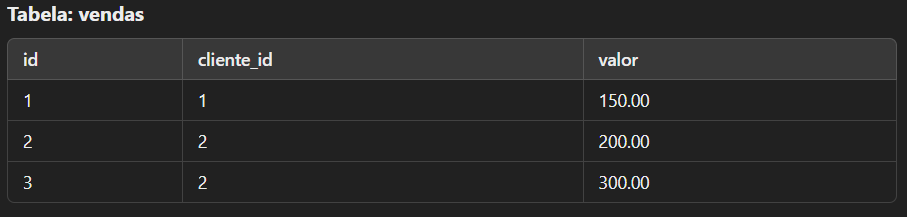 Tabela: vendas
id cliente_id valor
1 1 150.00
2 2 200.00
3 2 300.00